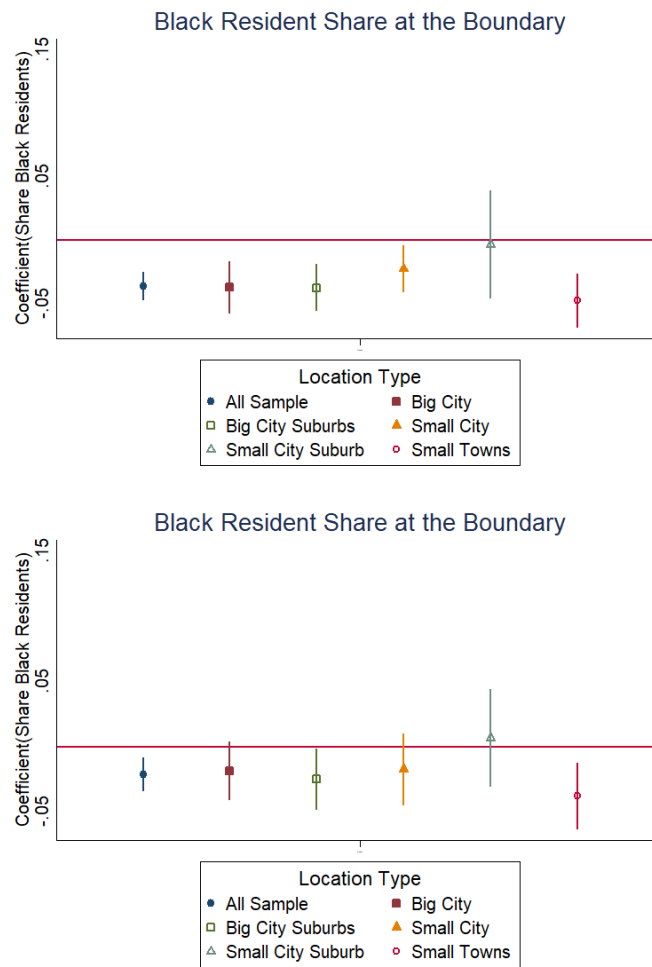 Black Resident Share at the Boundary
Coefficient(Share Black Residents)
.15
.05
-.05
Location Type
All Sample
Big City
Big City Suburbs
Small City
Small City Suburb
Small Towns
Black Resident Share at the Boundary
Coefficient(Share Black Residents)
.15
.05
-.05
Location Type
All Sample
Big City
Big City Suburbs
Small City
Small City Suburb
Small Towns